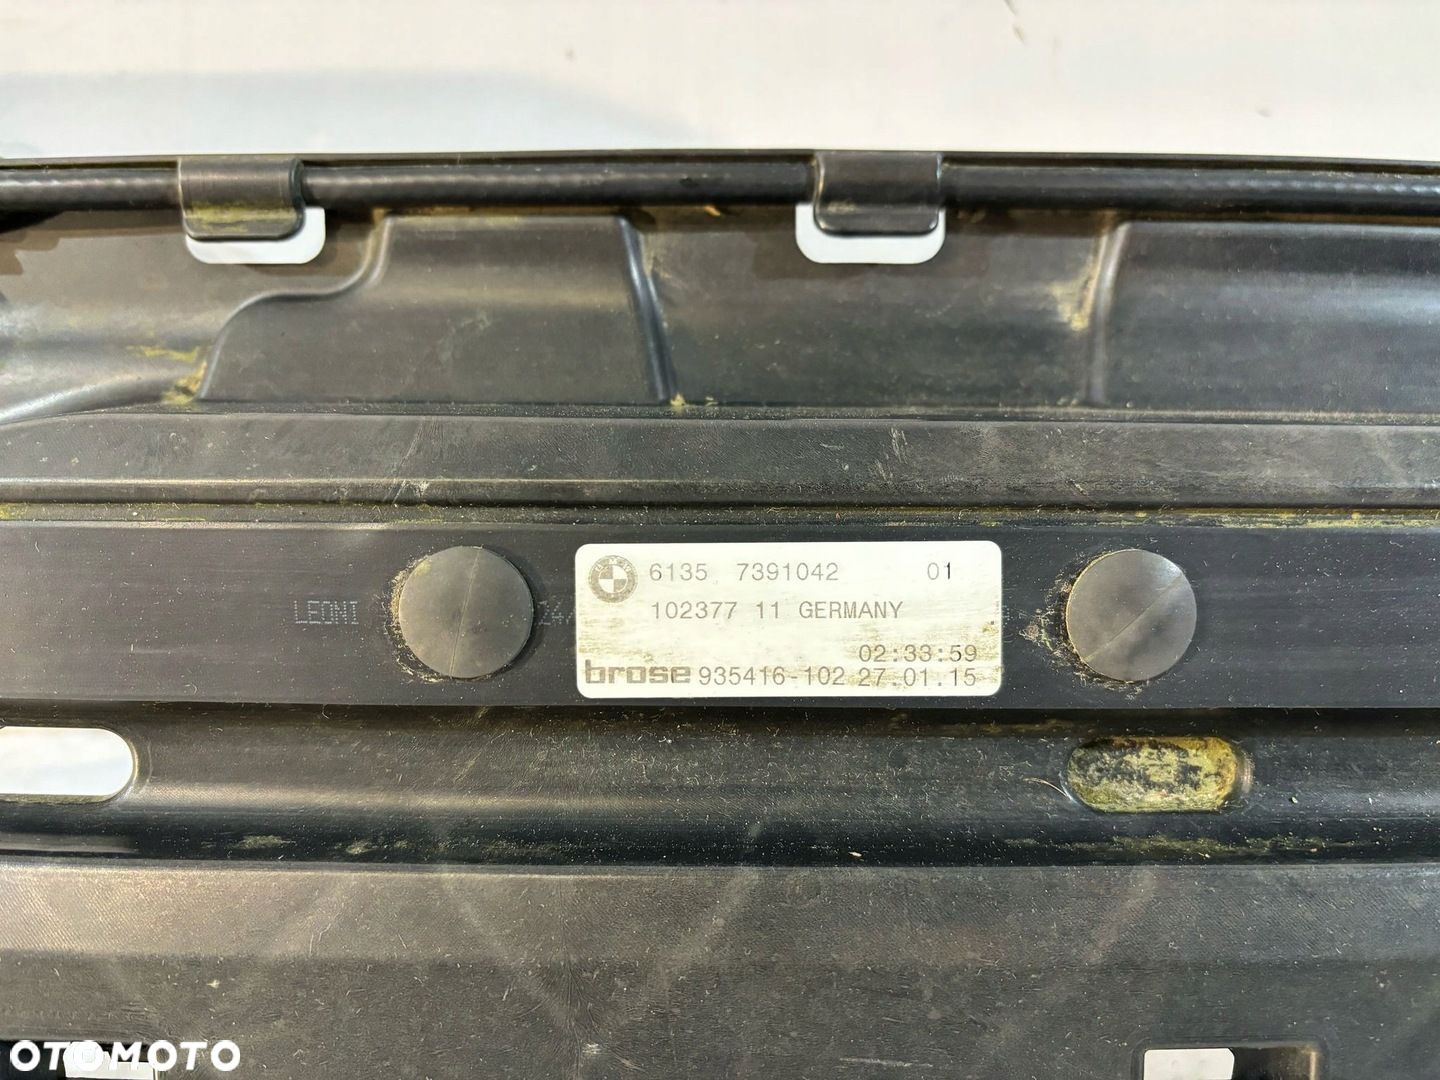 6135 7391042 01
102377 11 GERMANY
02:33:59
brose 935416-102 27.01.15
LEONI
OTOMOTO